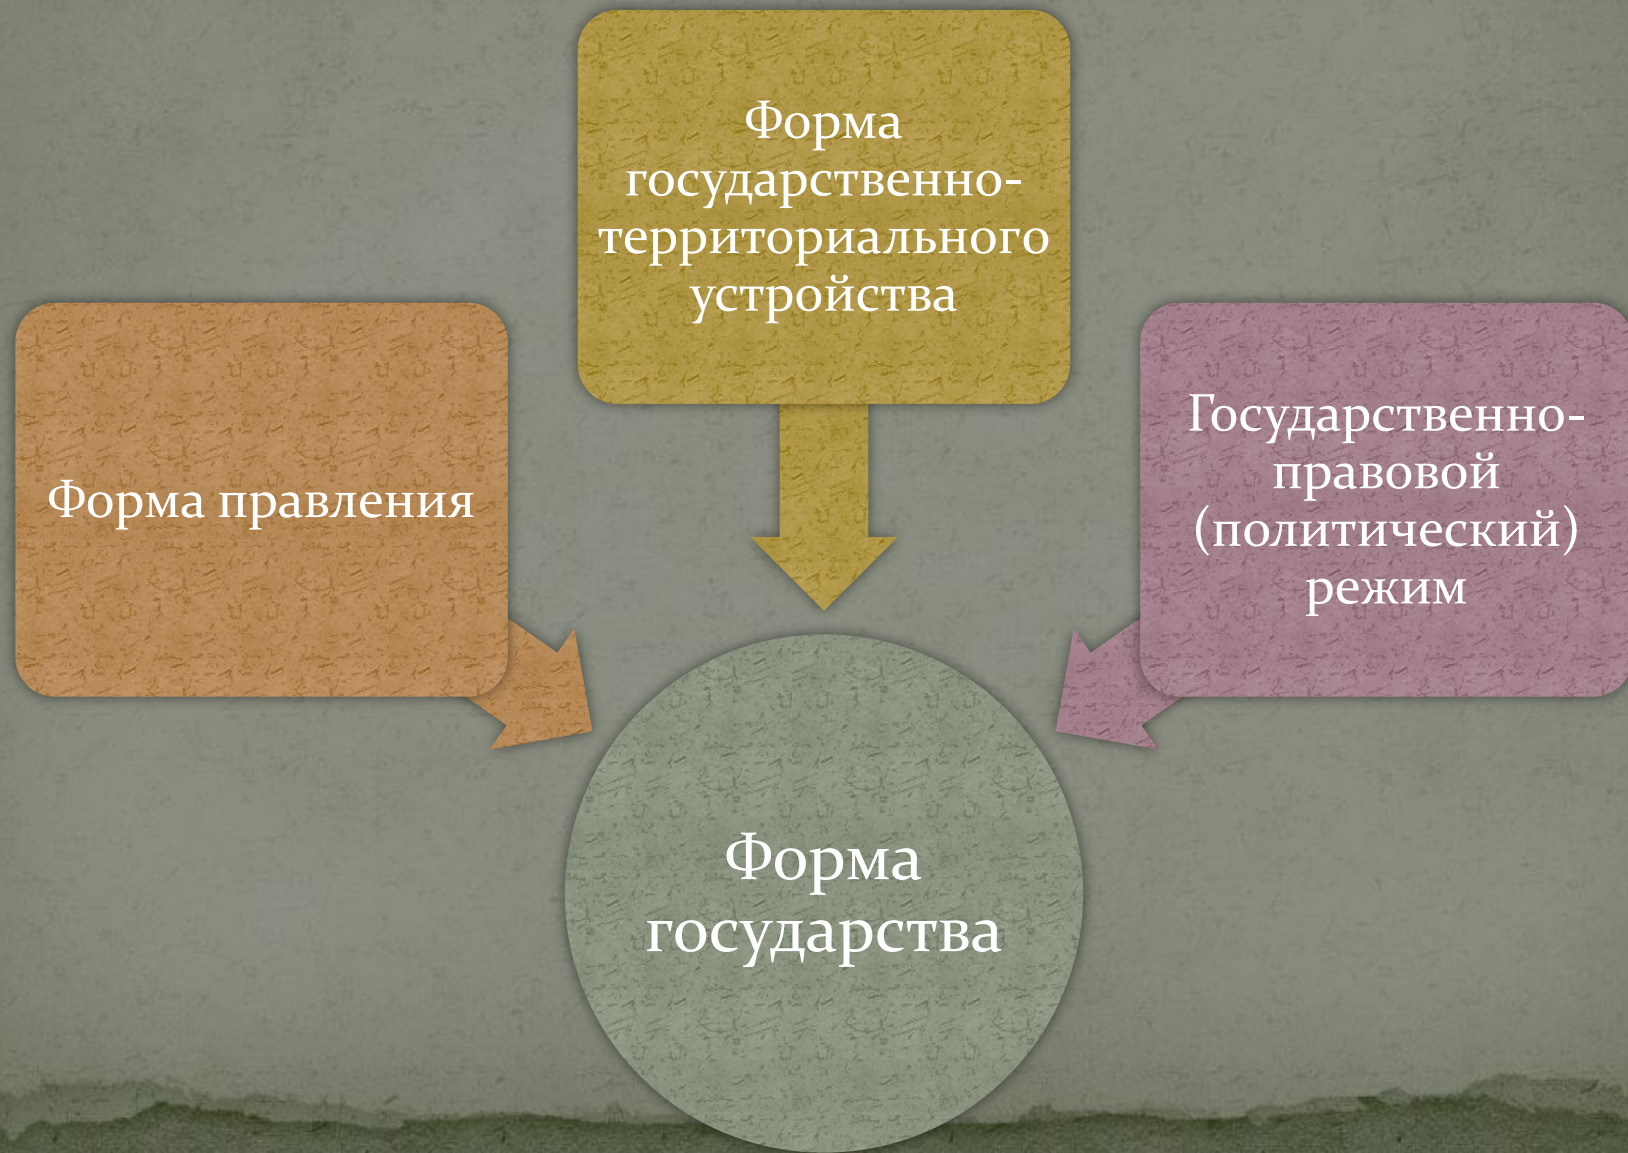 Форма
государственно-
территориального
устройства
Форма правления
Государственно-
правовой
(политический)
режим
Форма
государства